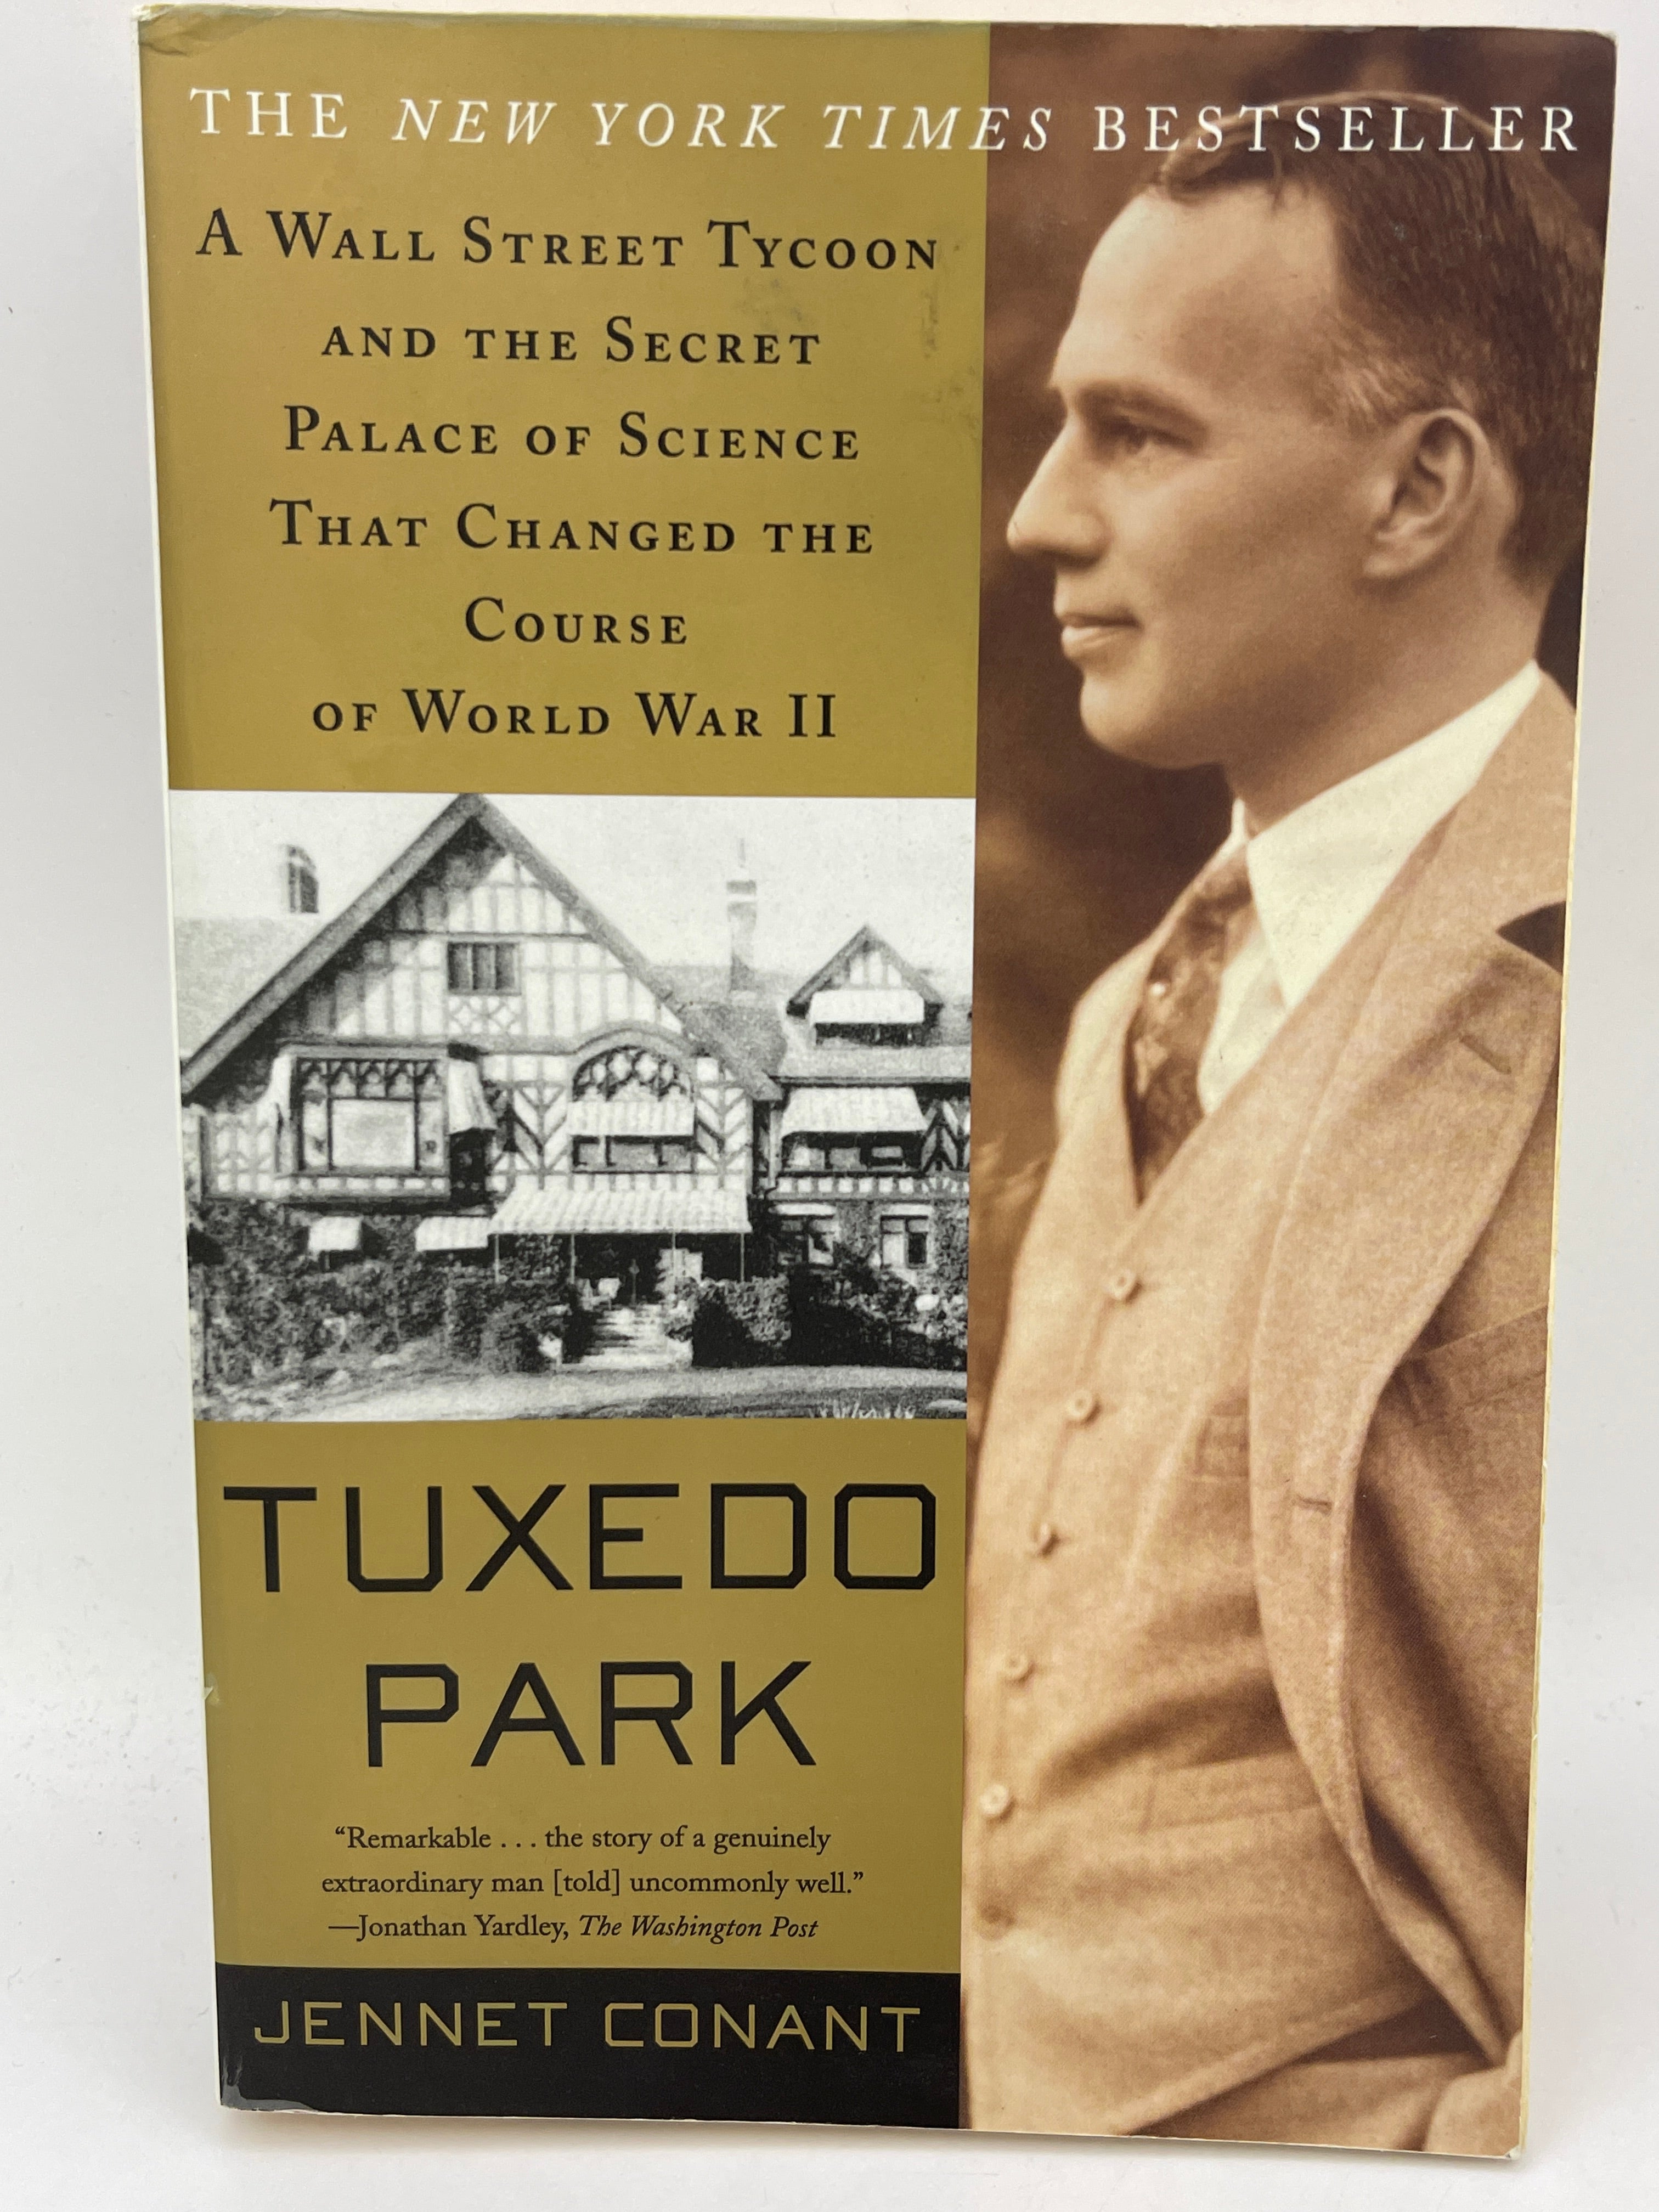 THE NEW YORK TIMES BESTSELLER
A WALL STREET TYCOON
AND THE SECRET
PALACE OF SCIENCE
THAT CHANGED THE
COURSE
OF WORLD WAR II
TUXEDO
PARK
“Remarkable . . . the story of a genuinely
extraordinary man [told] uncommonly well.”
—Jonathan Yardley, The Washington Post
JENNET CONANT